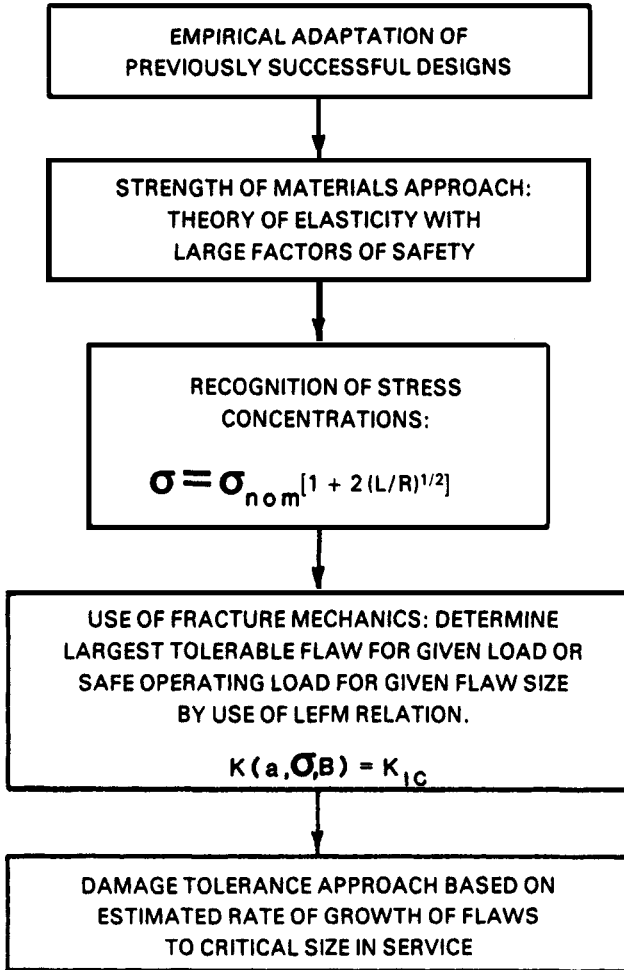 EMPIRICAL ADAPTATION OF
PREVIOUSLY SUCCESSFUL DESIGNS
STRENGTH OF MATERIALS APPROACH:
THEORY OF ELASTICITY WITH
LARGE FACTORS OF SAFETY
RECOGNITION OF STRESS
CONCENTRATIONS:
σ = σnom[1 + 2 (L/R)1/2]
USE OF FRACTURE MECHANICS: DETERMINE
LARGEST TOLERABLE FLAW FOR GIVEN LOAD OR
SAFE OPERATING LOAD FOR GIVEN FLAW SIZE
BY USE OF LEFM RELATION.
K(a,σ,B) = KIC
DAMAGE TOLERANCE APPROACH BASED ON
ESTIMATED RATE OF GROWTH OF FLAWS
TO CRITICAL SIZE IN SERVICE